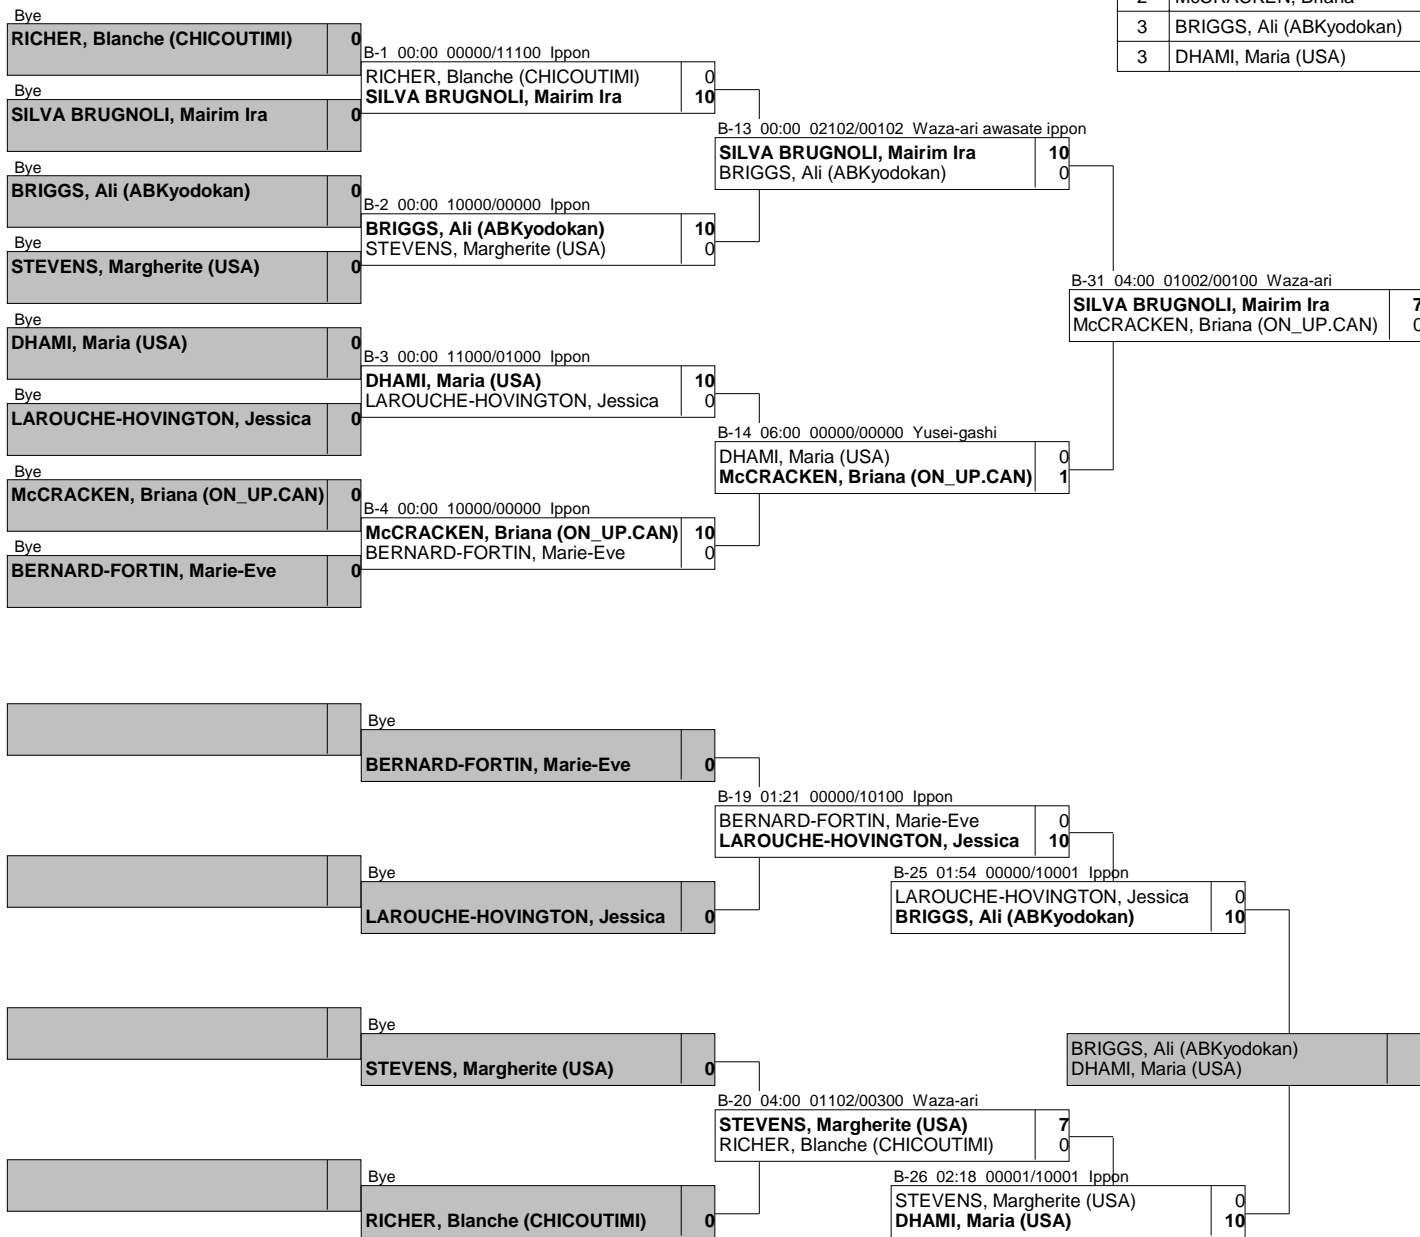 2 McCRACKEN, Briana
3 BRIGGS, Ali (ABKyodokan)
3 DHAMI, Maria (USA)
Bye
RICHER, Blanche (CHICOUTIMI) 0
Bye
SILVA BRUGNOLI, Mairim Ira 0
Bye
BRIGGS, Ali (ABKyodokan) 0
Bye
STEVENS, Margherite (USA) 0
Bye
DHAMI, Maria (USA) 0
Bye
LAROUCHE-HOVINGTON, Jessica 0
Bye
McCRACKEN, Briana (ON_UP.CAN) 0
Bye
BERNARD-FORTIN, Marie-Eve 0
B-1 00:00 00000/11100 Ippon
RICHER, Blanche (CHICOUTIMI) 0
SILVA BRUGNOLI, Mairim Ira 10
B-2 00:00 10000/00000 Ippon
BRIGGS, Ali (ABKyodokan) 10
STEVENS, Margherite (USA) 0
B-3 00:00 11000/01000 Ippon
DHAMI, Maria (USA) 10
LAROUCHE-HOVINGTON, Jessica 0
B-4 00:00 10000/00000 Ippon
McCRACKEN, Briana (ON_UP.CAN) 10
BERNARD-FORTIN, Marie-Eve 0
B-13 00:00 02102/00102 Waza-ari awasate ippon
SILVA BRUGNOLI, Mairim Ira 10
BRIGGS, Ali (ABKyodokan) 0
B-14 06:00 00000/00000 Yusei-gashi
DHAMI, Maria (USA) 0
McCRACKEN, Briana (ON_UP.CAN) 1
B-31 04:00 01002/00100 Waza-ari
SILVA BRUGNOLI, Mairim Ira 7
McCRACKEN, Briana (ON_UP.CAN) 0
Bye
BERNARD-FORTIN, Marie-Eve 0
Bye
LAROUCHE-HOVINGTON, Jessica 0
Bye
STEVENS, Margherite (USA) 0
Bye
RICHER, Blanche (CHICOUTIMI) 0
B-19 01:21 00000/10100 Ippon
BERNARD-FORTIN, Marie-Eve 0
LAROUCHE-HOVINGTON, Jessica 10
B-25 01:54 00000/10001 Ippon
LAROUCHE-HOVINGTON, Jessica 0
BRIGGS, Ali (ABKyodokan) 10
B-20 04:00 01102/00300 Waza-ari
STEVENS, Margherite (USA) 7
RICHER, Blanche (CHICOUTIMI) 0
B-26 02:18 00001/10001 Ippon
STEVENS, Margherite (USA) 0
DHAMI, Maria (USA) 10
BRIGGS, Ali (ABKyodokan)
DHAMI, Maria (USA)